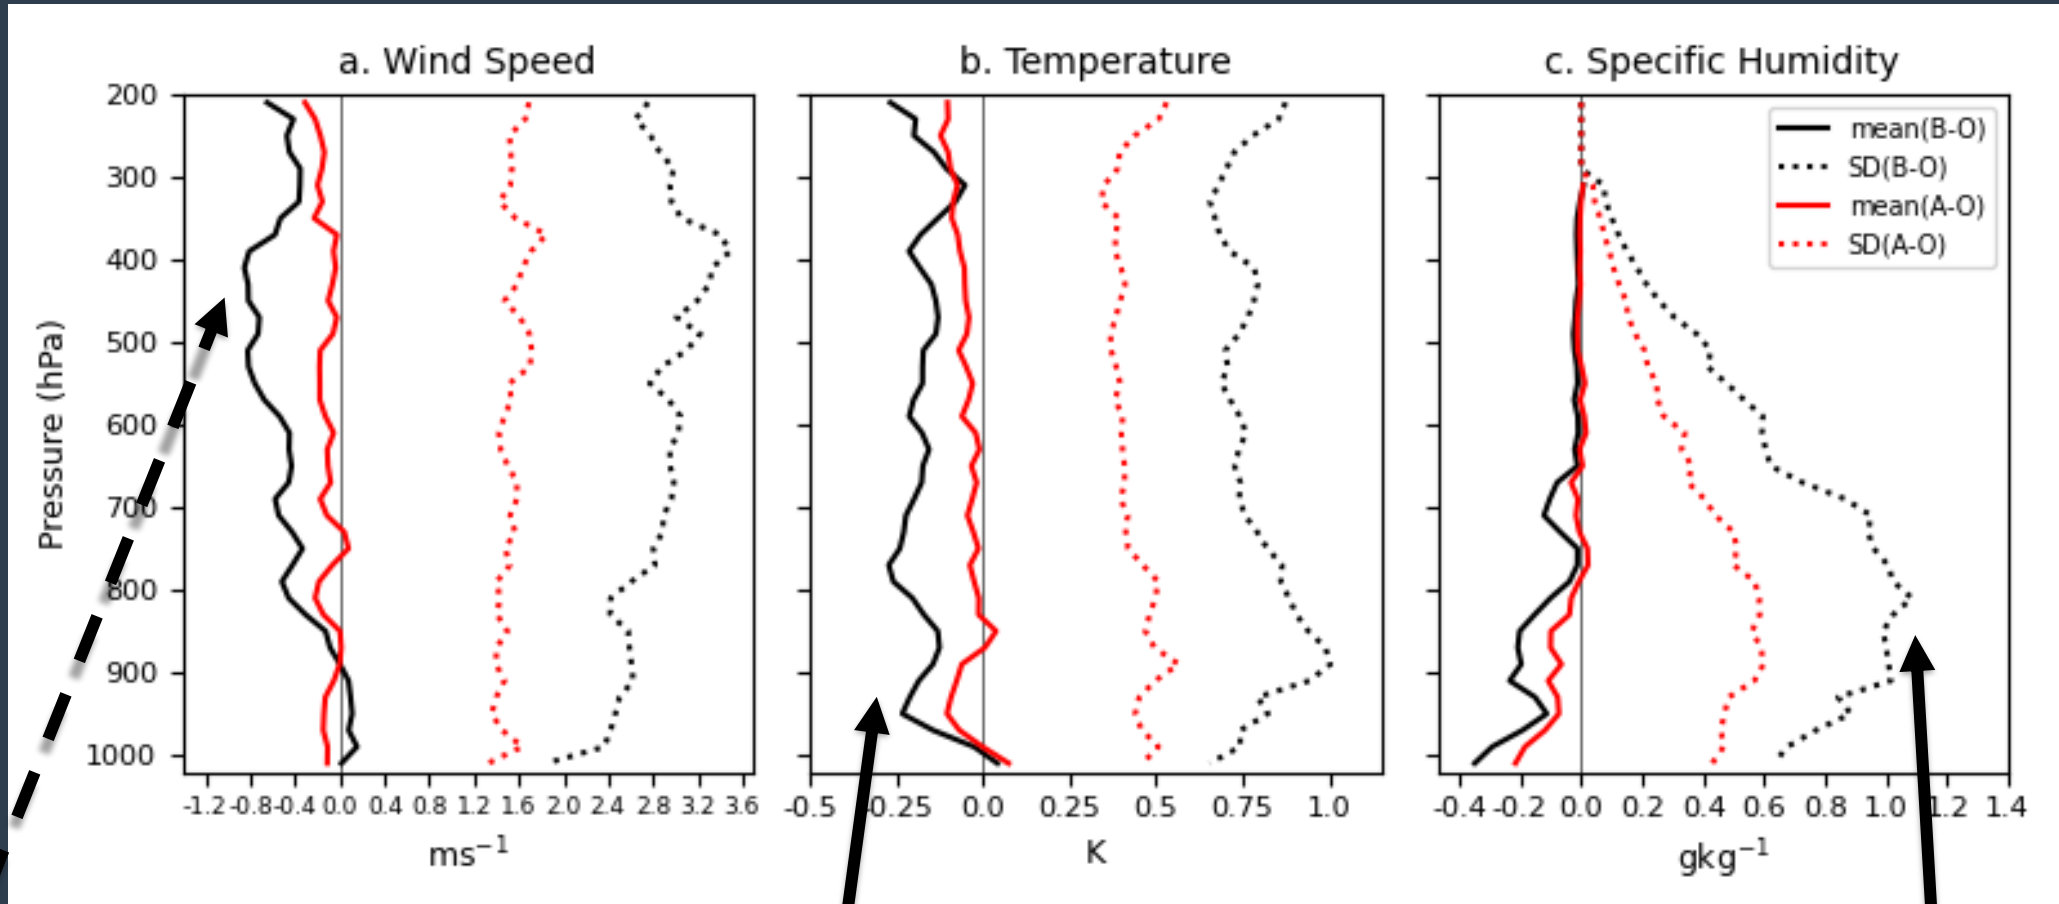 a. Wind Speed
b. Temperature
c. Specific Humidity
Pressure (hPa)
200
300
400
500
600
700
800
900
1000
mean(B-O)
SD(B-O)
mean(A-O)
SD(A-O)
-1.2 -0.8 -0.4 0.0 0.4 0.8 1.2 1.6 2.0 2.4 2.8 3.2 3.6
-0.5 -0.25 0.0 0.25 0.5 0.75 1.0
-0.4 -0.2 0.0 0.2 0.4 0.6 0.8 1.0 1.2 1.4
ms⁻¹
K
gkg⁻¹